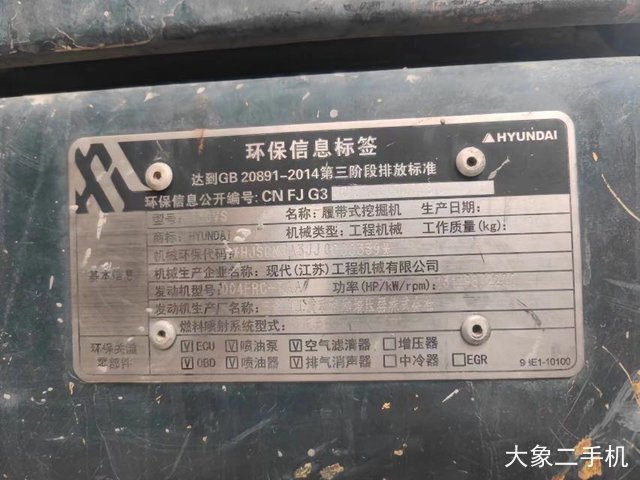 环保信息标签
HYUNDAI
达到GB 20891-2014第三阶段排放标准
环保信息公开编号: CN FJ G3
型号: 名称: 履带式挖掘机 生产日期:
商标: HYUNDAI 机械类型: 工程机械 工作质量(kg):
机械环保代码:
基本信息
机械生产企业名称: 现代(江苏)工程机械有限公司
发动机型号: 功率(HP/kW/rpm):
发动机生产厂名称:
燃料喷射系统型式:
环保关键零部件
☑ECU ☑喷油泵 ☑空气滤清器 □增压器
☑OBD ☑喷油器 ☑排气消声器 □中冷器 □EGR
大象二手机